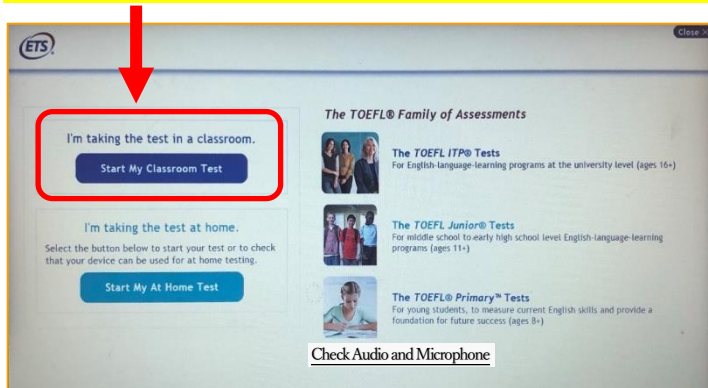 Close X
ETS
I'm taking the test in a classroom.
Start My Classroom Test
I'm taking the test at home.
Select the button below to start your test or to check
that your device can be used for at home testing.
Start My At Home Test
The TOEFL® Family of Assessments
The TOEFL ITP® Tests
For English-language-learning programs at the university level (ages 16+)
The TOEFL Junior® Tests
For middle school to early high school level English-language-learning
programs (ages 11+)
The TOEFL® Primary™ Tests
For young students, to measure current English skills and provide a
foundation for future success (ages 8+)
Check Audio and Microphone